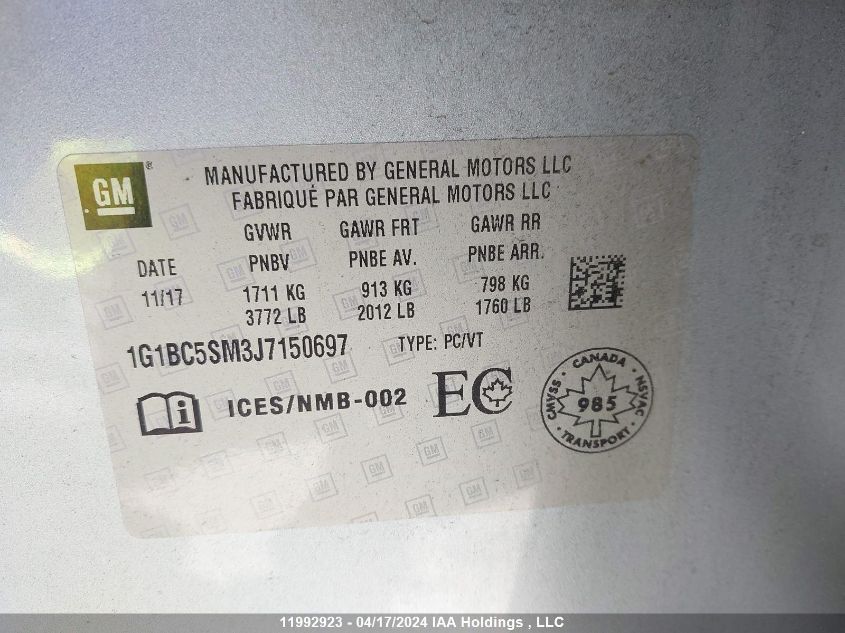 GM ®
MANUFACTURED BY GENERAL MOTORS LLC
FABRIQUÉ PAR GENERAL MOTORS LLC
GVWR GAWR FRT GAWR RR
DATE PNBV PNBE AV. PNBE ARR.
11/17 1711 KG 913 KG 798 KG
3772 LB 2012 LB 1760 LB
1G1BC5SM3J7150697 TYPE: PC/VT
i ICES/NMB-002 EC
CANADA
CMVSS 985 NSVAC
TRANSPORT
11992923 - 04/17/2024 IAA Holdings , LLC